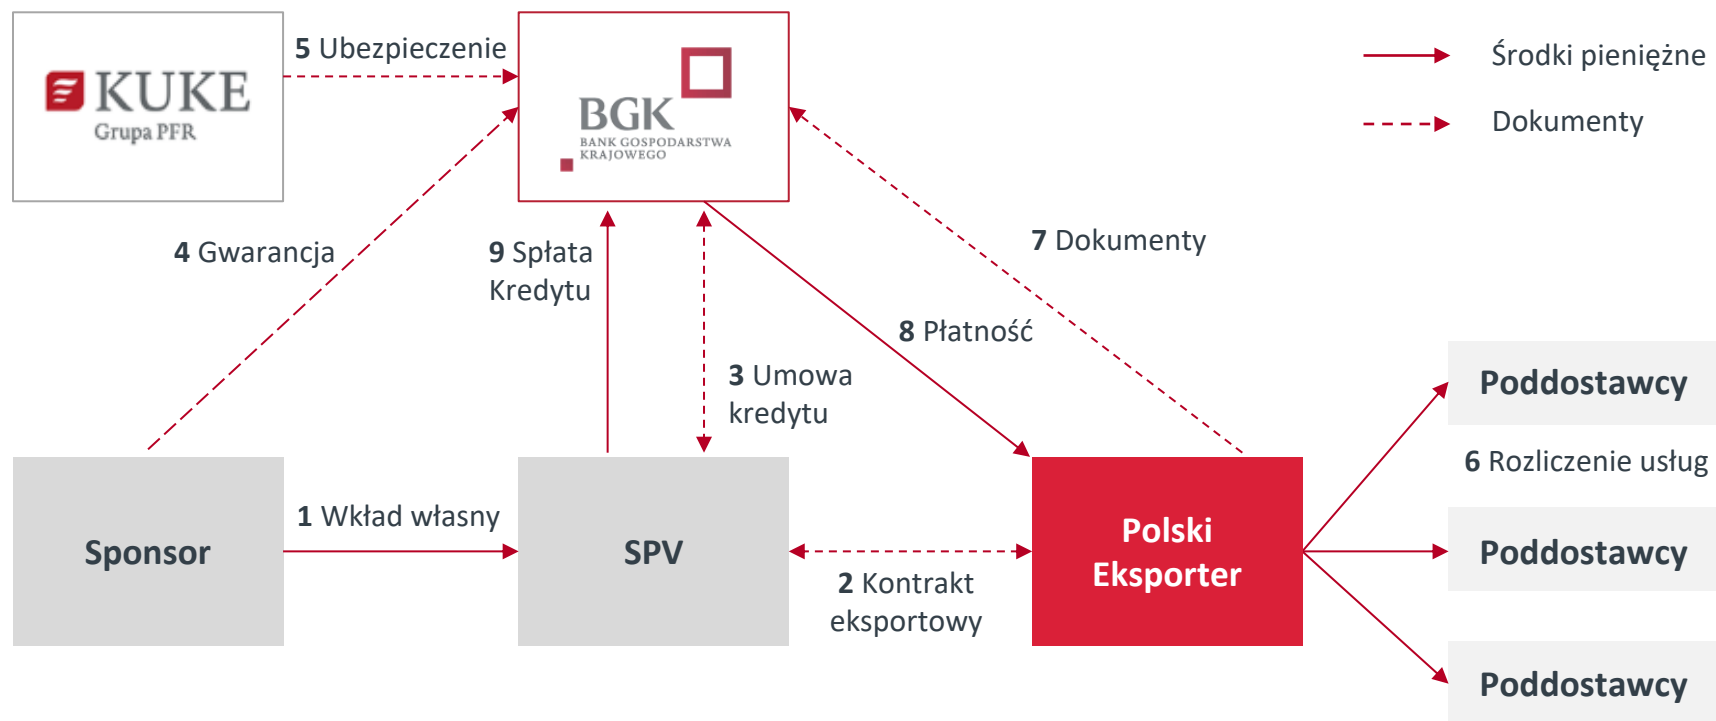 5 Ubezpieczenie
KUKE
Grupa PFR
BGK
BANK GOSPODARSTWA
KRAJOWEGO
Środki pieniężne
Dokumenty
4 Gwarancja
9 Spłata
Kredytu
7 Dokumenty
8 Płatność
3 Umowa
kredytu
Poddostawcy
6 Rozliczenie usług
Sponsor
1 Wkład własny
SPV
2 Kontrakt
eksportowy
Polski
Eksporter
Poddostawcy
Poddostawcy